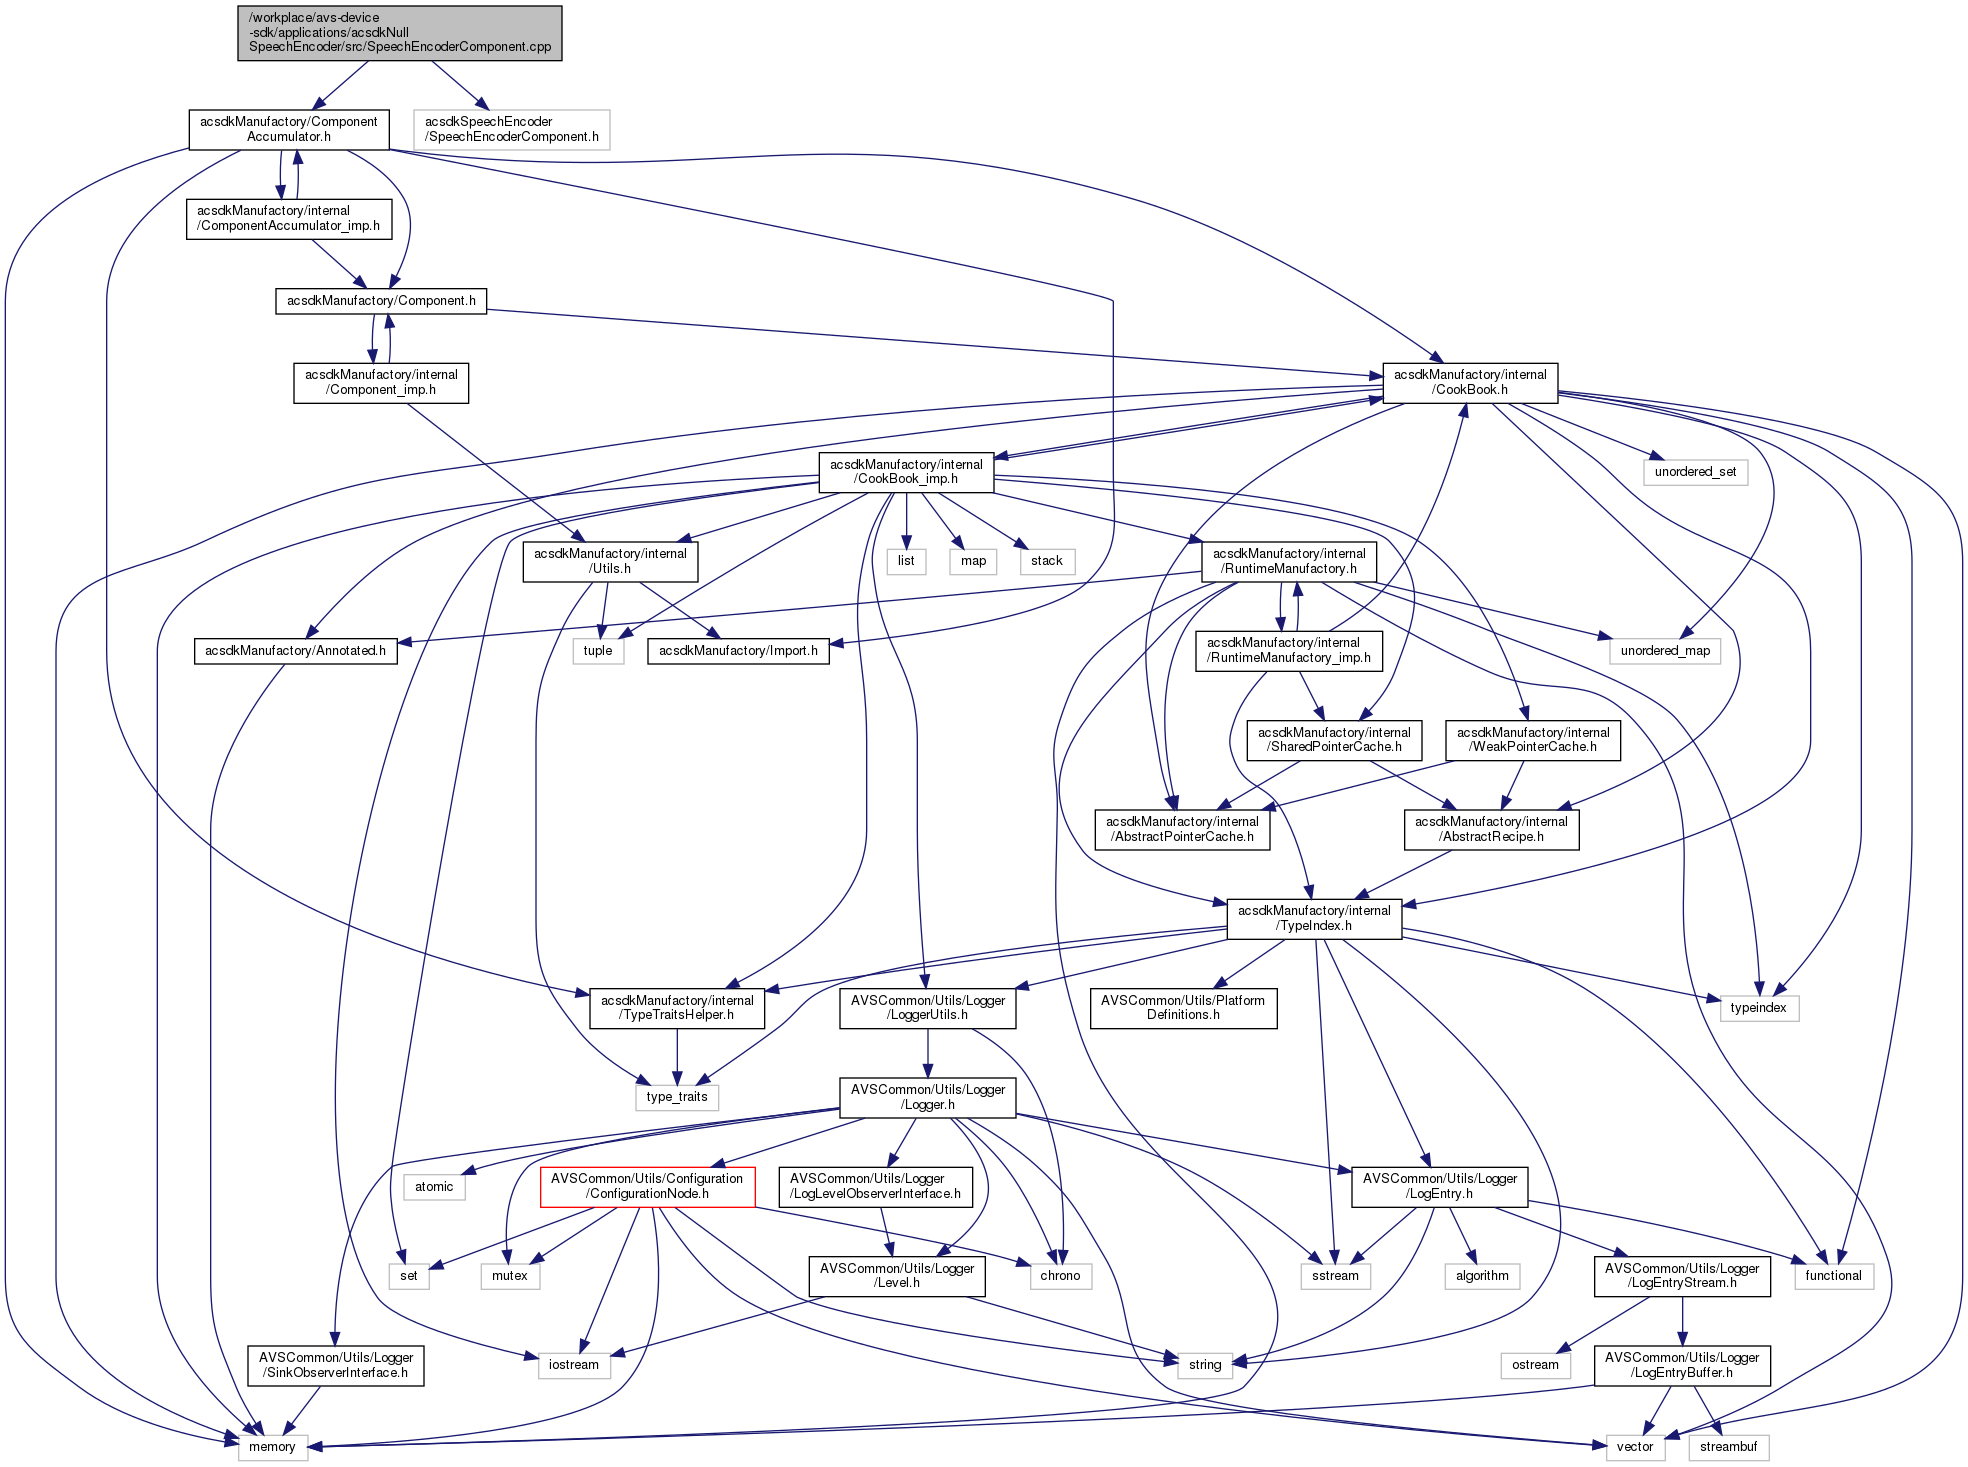 /workplace/avs-device
-sdk/applications/acsdkNull
SpeechEncoder/src/SpeechEncoderComponent.cpp
acsdkManufactory/Component
Accumulator.h
acsdkSpeechEncoder
/SpeechEncoderComponent.h
acsdkManufactory/internal
/ComponentAccumulator_imp.h
acsdkManufactory/Component.h
acsdkManufactory/internal
/Component_imp.h
acsdkManufactory/internal
/CookBook.h
acsdkManufactory/internal
/CookBook_imp.h
unordered_set
acsdkManufactory/internal
/Utils.h
list
map
stack
acsdkManufactory/internal
/RuntimeManufactory.h
acsdkManufactory/Annotated.h
tuple
acsdkManufactory/Import.h
acsdkManufactory/internal
/RuntimeManufactory_imp.h
unordered_map
acsdkManufactory/internal
/SharedPointerCache.h
acsdkManufactory/internal
/WeakPointerCache.h
acsdkManufactory/internal
/AbstractPointerCache.h
acsdkManufactory/internal
/AbstractRecipe.h
acsdkManufactory/internal
/TypeIndex.h
acsdkManufactory/internal
/TypeTraitsHelper.h
AVSCommon/Utils/Logger
/LoggerUtils.h
AVSCommon/Utils/Platform
Definitions.h
typeindex
type_traits
AVSCommon/Utils/Logger
/Logger.h
atomic
AVSCommon/Utils/Configuration
/ConfigurationNode.h
AVSCommon/Utils/Logger
/LogLevelObserverInterface.h
AVSCommon/Utils/Logger
/LogEntry.h
set
mutex
AVSCommon/Utils/Logger
/Level.h
chrono
sstream
algorithm
AVSCommon/Utils/Logger
/LogEntryStream.h
functional
AVSCommon/Utils/Logger
/SinkObserverInterface.h
iostream
string
ostream
AVSCommon/Utils/Logger
/LogEntryBuffer.h
memory
vector
streambuf